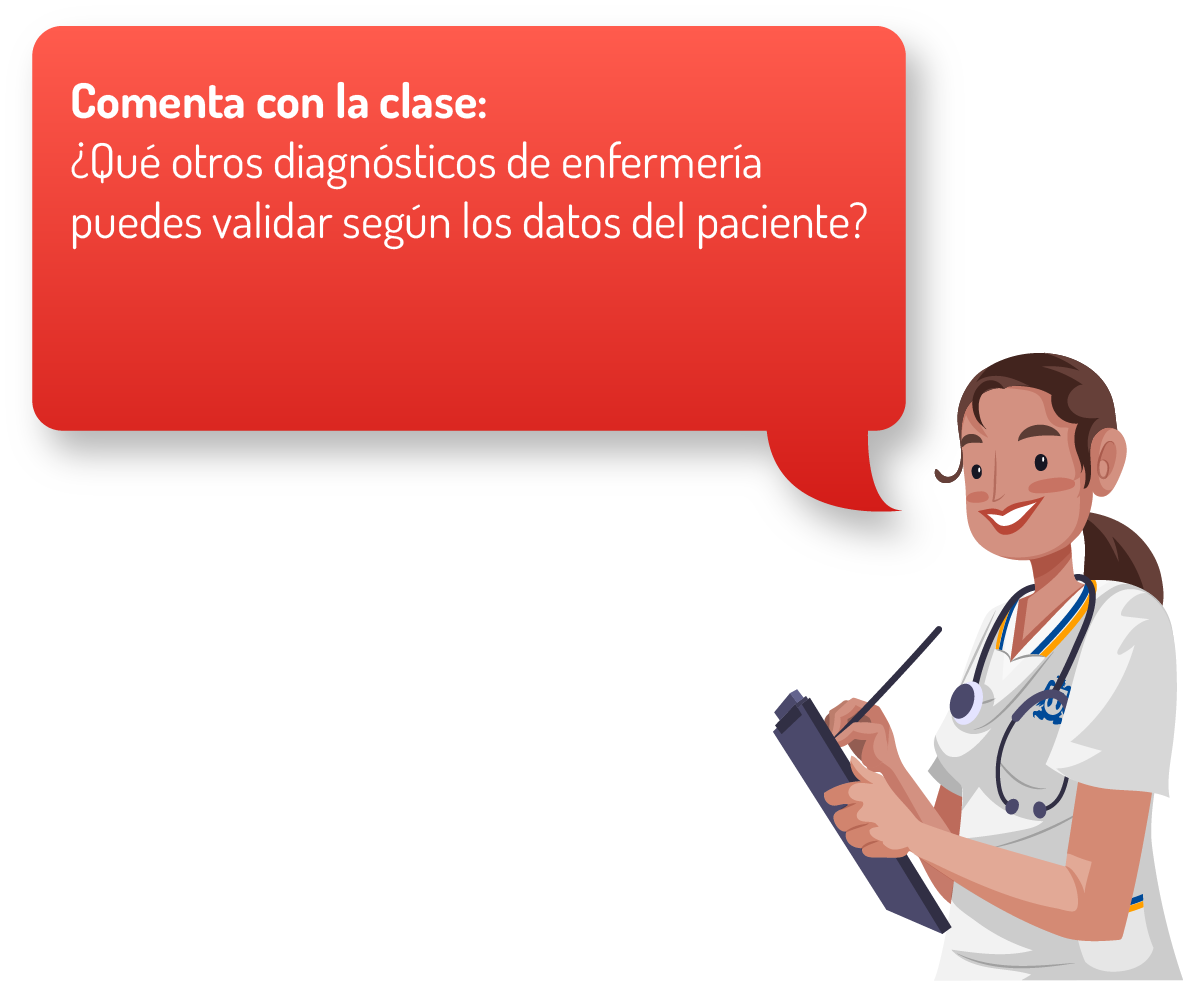 Comenta con la clase:
¿Qué otros diagnósticos de enfermería
puedes validar según los datos del paciente?